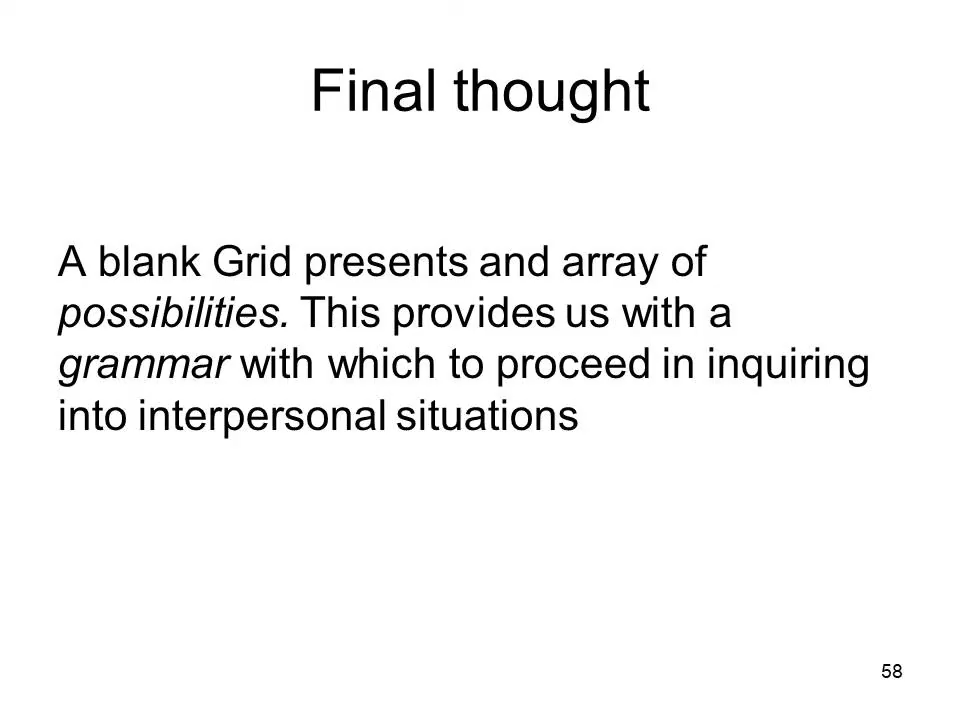 Final thought
A blank Grid presents and array of
possibilities. This provides us with a
grammar with which to proceed in inquiring
into interpersonal situations
58